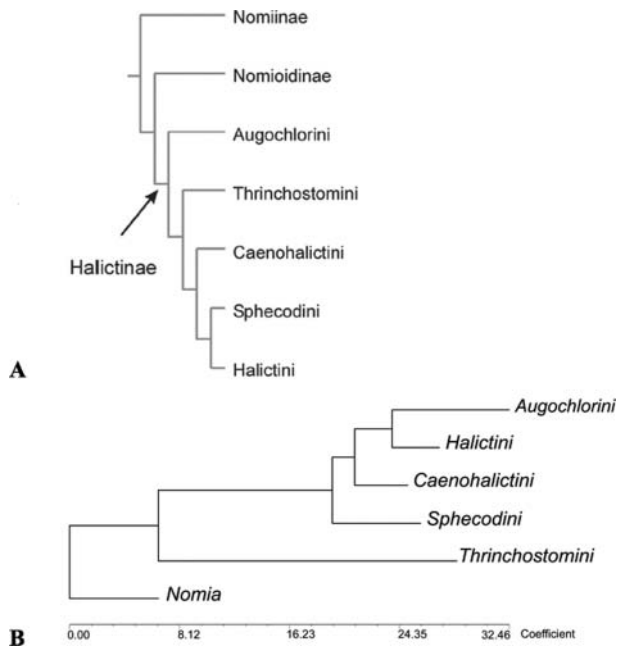 Nomiinae
Nomioidinae
Augochlorini
Thrinchostomini
Halictinae
Caenohalictini
Sphecodini
Halictini
A
Augochlorini
Halictini
Caenohalictini
Sphecodini
Thrinchostomini
Nomia
B
0.00 8.12 16.23 24.35 32.46 Coefficient